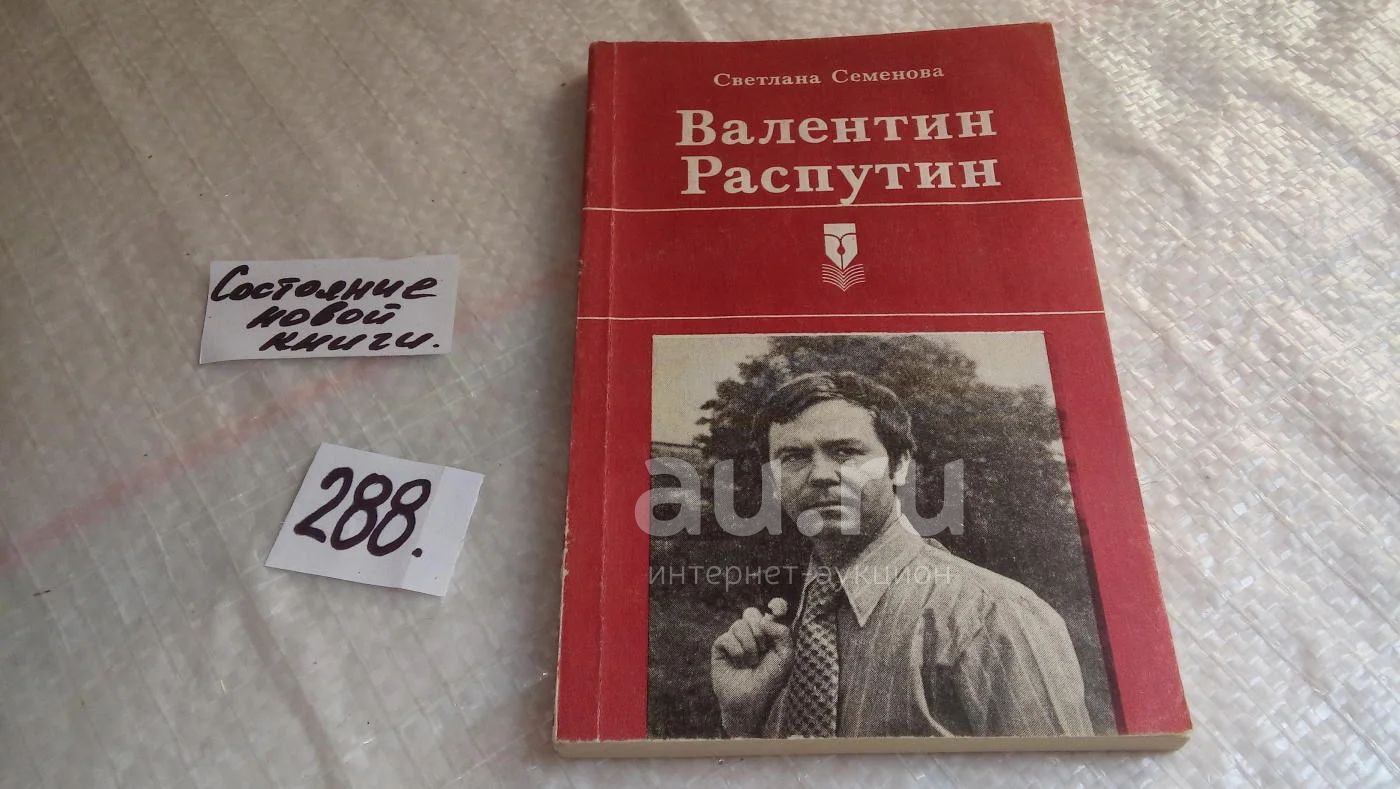 Светлана Семенова
Валентин
Распутин
Состояние
новой
книги.
288.
au.ru
интернет-аукцион